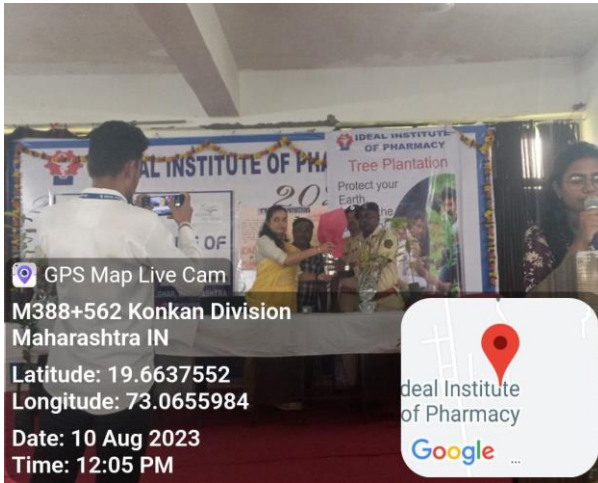 IDEAL INSTITUTE
OF PHARMACY
Tree Plantation
Protect your
Earth
the
AL INSTITUTE OF PHA
OF
GPS Map Live Cam
M388+562 Konkan Division
Maharashtra IN
Latitude: 19.6637552
Longitude: 73.0655984
Date: 10 Aug 2023
Time: 12:05 PM
deal Institute
of Pharmacy
Google ...